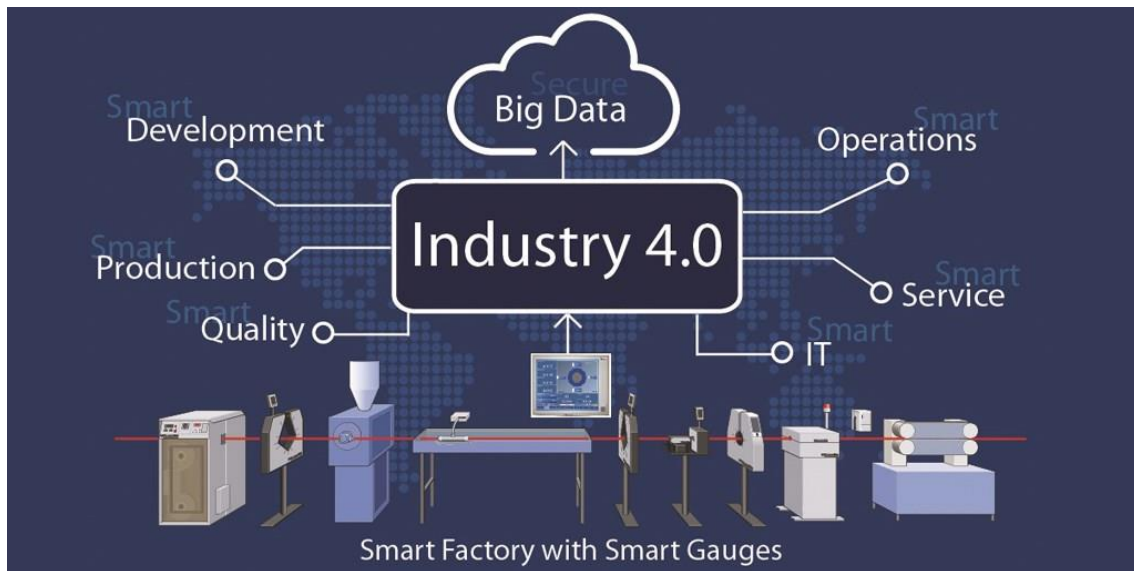 Secure
Big Data
Smart
Development
Smart
Operations
Industry 4.0
Smart
Production
Smart
Service
Smart
Quality
Smart
IT
Smart Factory with Smart Gauges